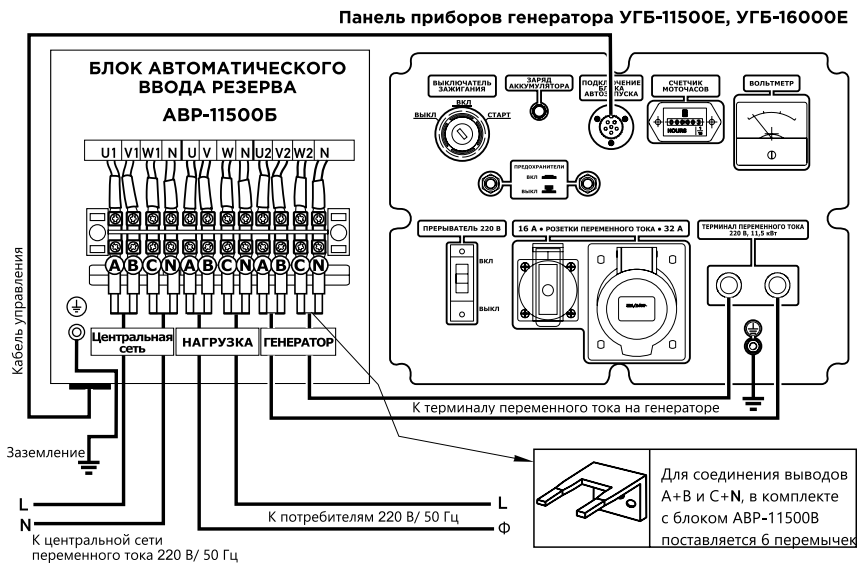 Панель приборов генератора УГБ-11500Е, УГБ-16000Е
БЛОК АВТОМАТИЧЕСКОГО
ВВОДА РЕЗЕРВА
АВР-11500Б
U1 V1 W1 N U V W N U2 V2 W2 N
A B C N A B C N A B C N
Центральная
сеть
НАГРУЗКА
ГЕНЕРАТОР
Кабель управления
Заземление
ВЫКЛЮЧАТЕЛЬ
ЗАЖИГАНИЯ
ВКЛ
ВЫКЛ
СТАРТ
ЗАРЯД
АККУМУЛЯТОРА
ПОДКЛЮЧЕНИЕ
БЛОКА
АВТОЗАПУСКА
СЧЕТЧИК
МОТОЧАСОВ
HOURS
ВОЛЬТМЕТР
ПРЕДОХРАНИТЕЛИ
ВКЛ
ВЫКЛ
ПРЕРЫВАТЕЛЬ 220 В
ВКЛ
ВЫКЛ
16 А • РОЗЕТКИ ПЕРЕМЕННОГО ТОКА • 32 А
ТЕРМИНАЛ ПЕРЕМЕННОГО ТОКА
220 В, 11,5 кВт
К терминалу переменного тока на генераторе
L
N
К центральной сети
переменного тока 220 В/ 50 Гц
К потребителям 220 В/ 50 Гц
L
Ф
Для соединения выводов
А+В и С+N, в комплекте
с блоком АВР-11500В
поставляется 6 перемычек